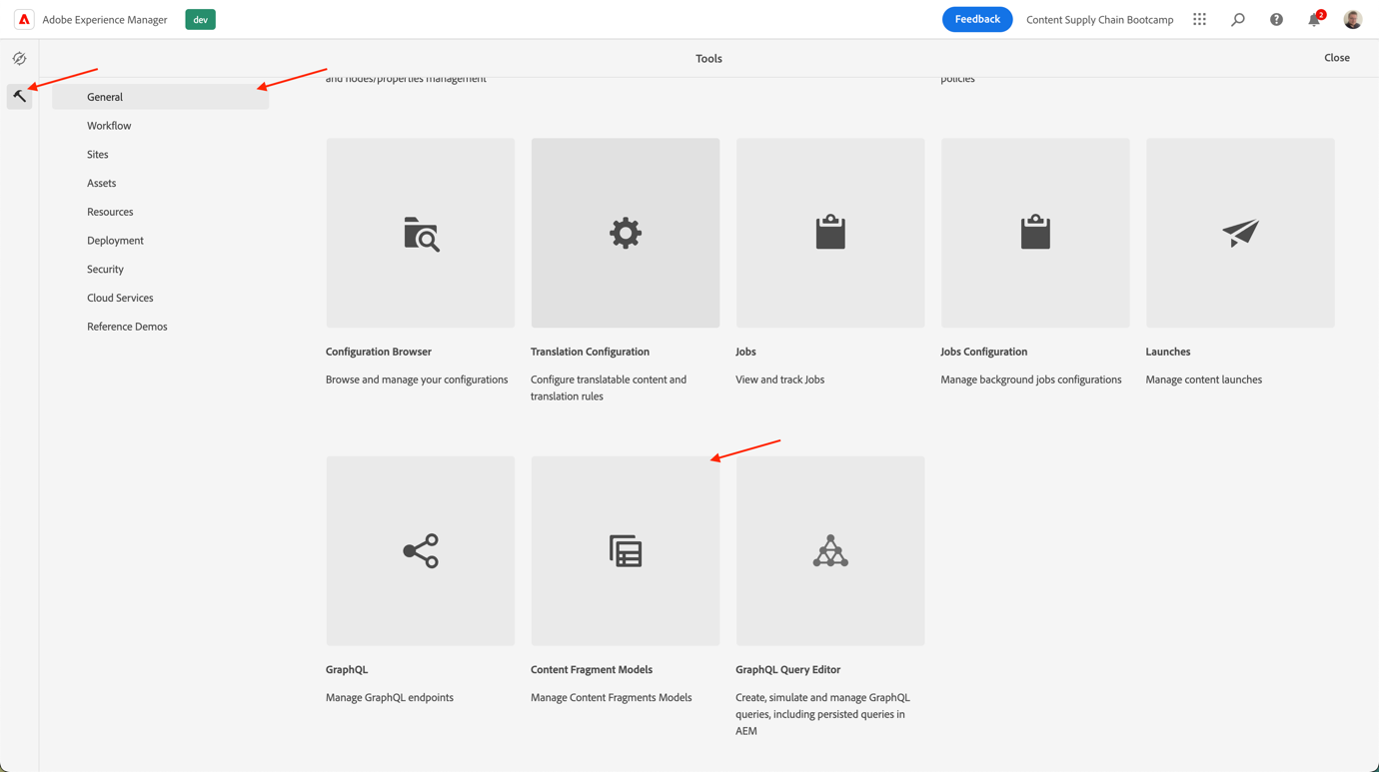 Adobe Experience Manager
dev
Feedback
Content Supply Chain Bootcamp
2
Tools
Close
and nodes/properties management
policies
General
Workflow
Sites
Assets
Resources
Deployment
Security
Cloud Services
Reference Demos
Configuration Browser
Browse and manage your configurations
Translation Configuration
Configure translatable content and
translation rules
Jobs
View and track Jobs
Jobs Configuration
Manage background jobs configurations
Launches
Manage content launches
GraphQL
Manage GraphQL endpoints
Content Fragment Models
Manage Content Fragments Models
GraphQL Query Editor
Create, simulate and manage GraphQL
queries, including persisted queries in
AEM